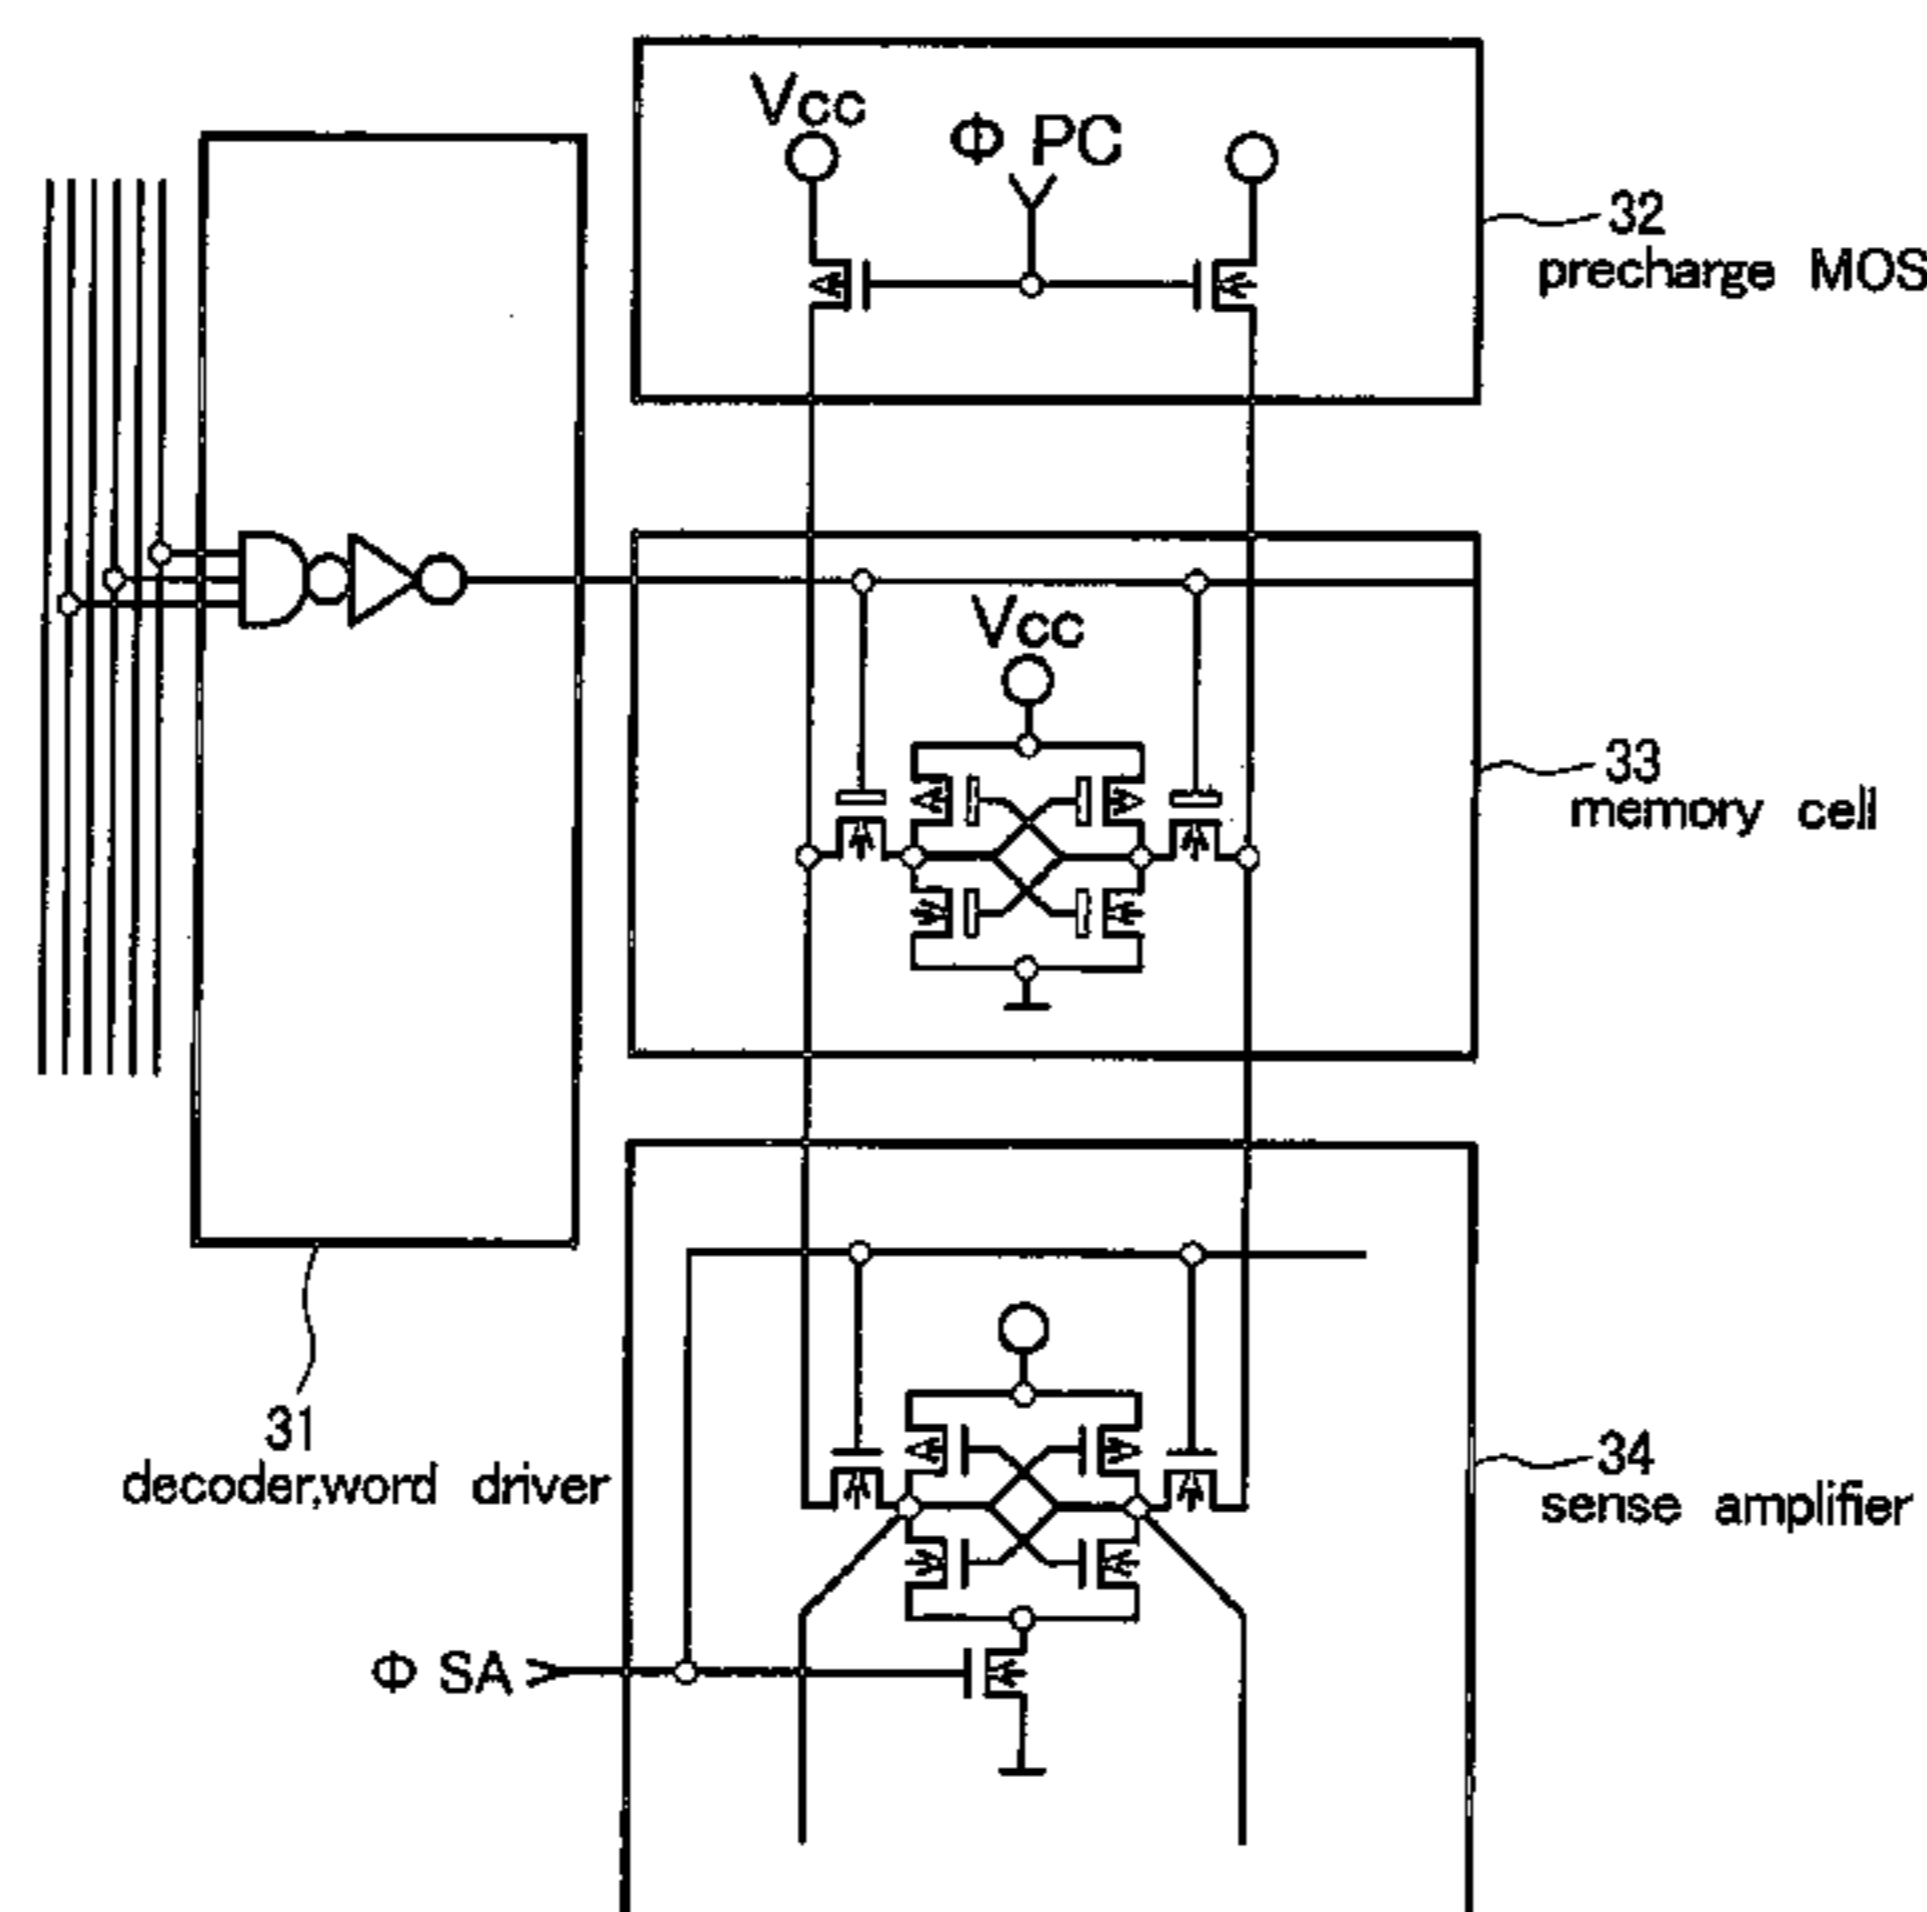 Vcc
Φ PC
32
precharge MOS
Vcc
33
memory cell
31
decoder,word driver
34
sense amplifier
Φ SA